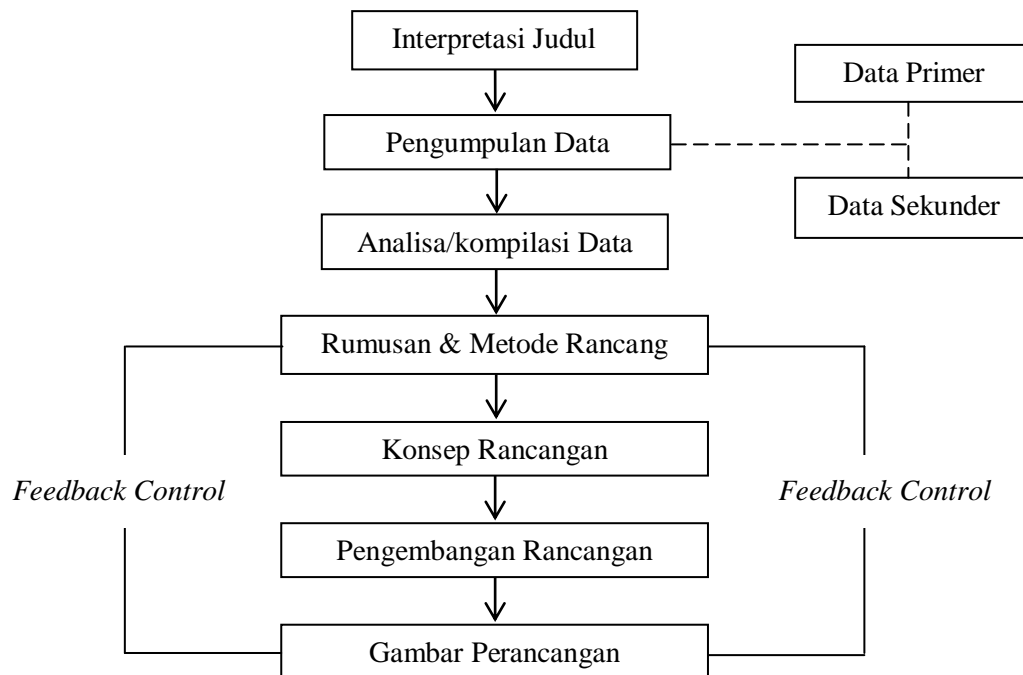 Interpretasi Judul
Data Primer
Pengumpulan Data
Data Sekunder
Analisa/kompilasi Data
Rumusan & Metode Rancang
Konsep Rancangan
Feedback Control
Feedback Control
Pengembangan Rancangan
Gambar Perancangan